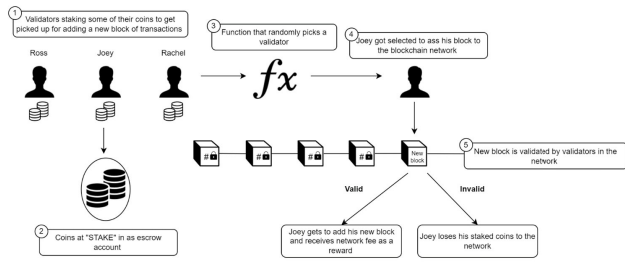 1
Validators staking some of their coins to get
picked up for adding a new block of transactions
Ross
Joey
Rachel
3
Function that randomly picks a
validator
fx
4
Joey got selected to ass his block to
the blockchain network
#
#
#
#
New
block
5
New block is validated by validators in the
network
Valid
Invalid
2
Coins at "STAKE" in as escrow
account
Joey gets to add his new block
and receives network fee as a
reward
Joey loses his staked coins to the
network